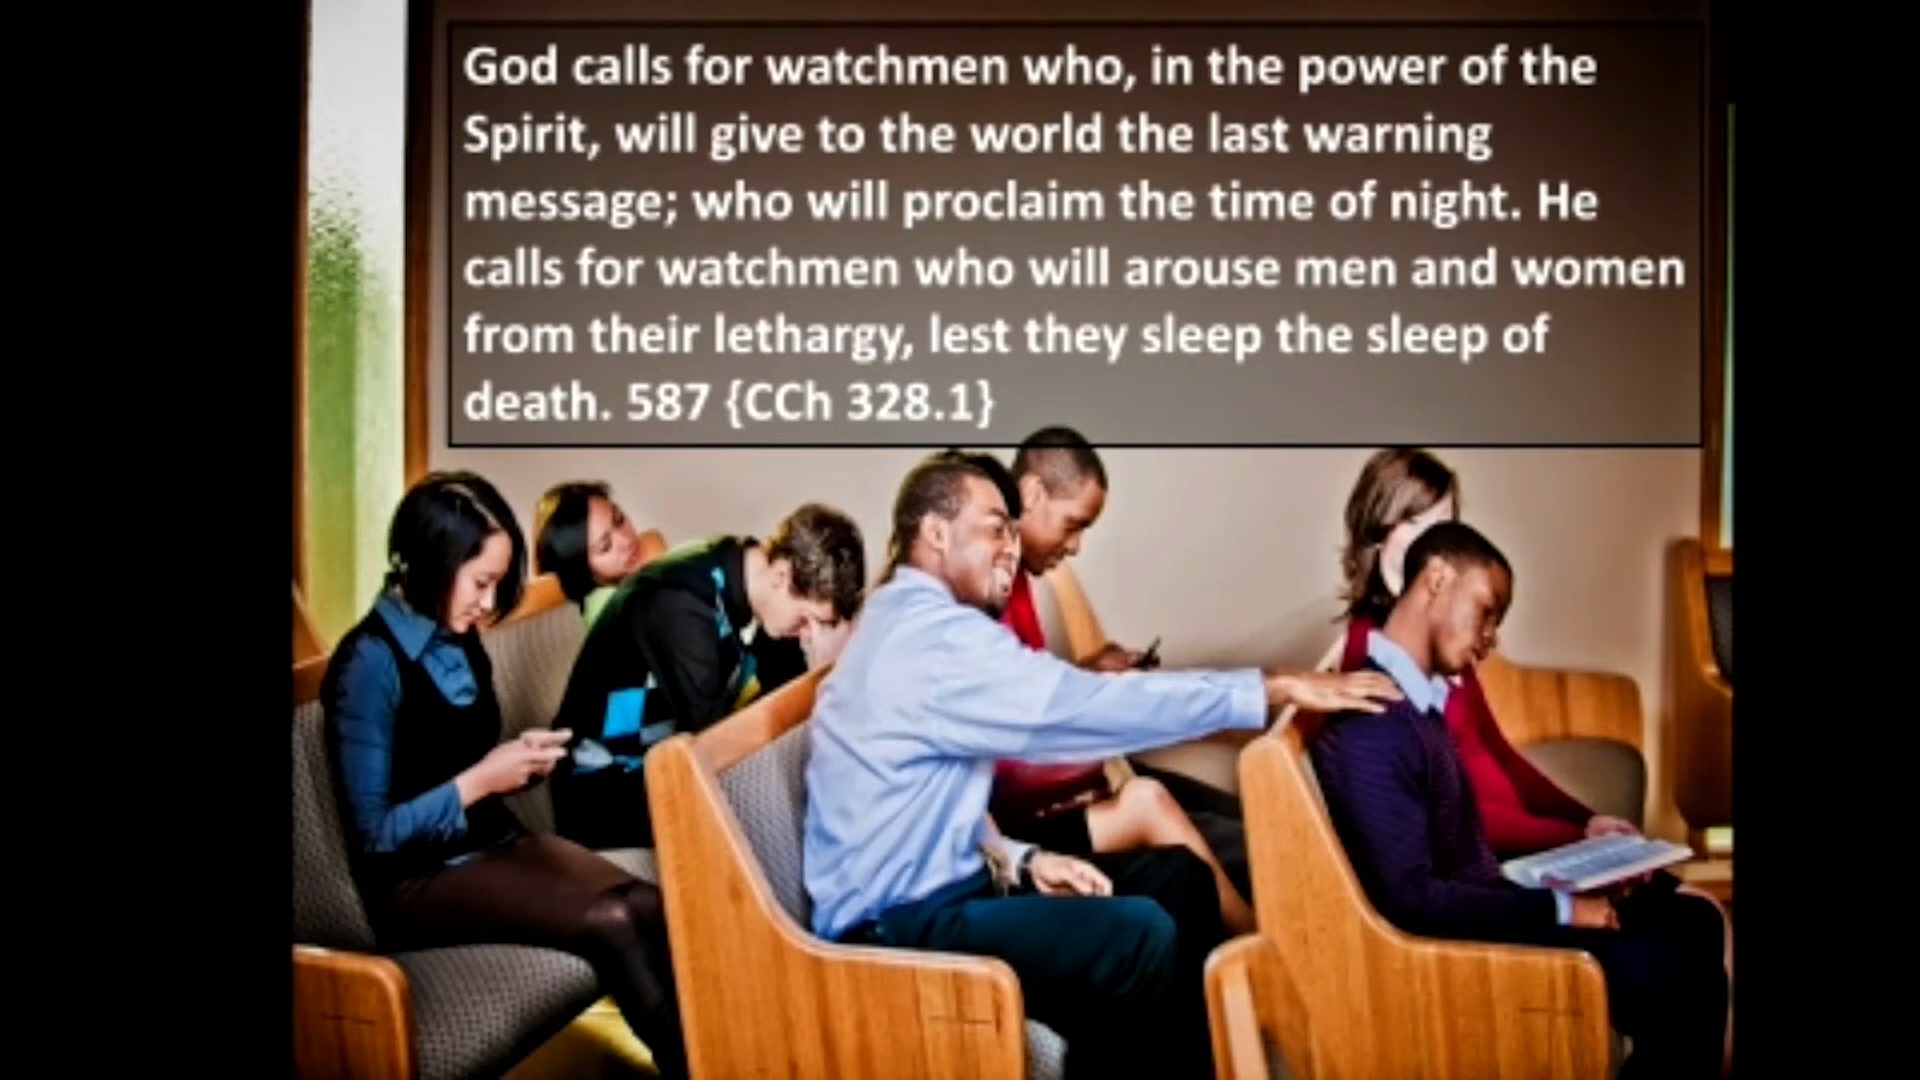 God calls for watchmen who, in the power of the
Spirit, will give to the world the last warning
message; who will proclaim the time of night. He
calls for watchmen who will arouse men and women
from their lethargy, lest they sleep the sleep of
death. 587 {CCh 328.1}